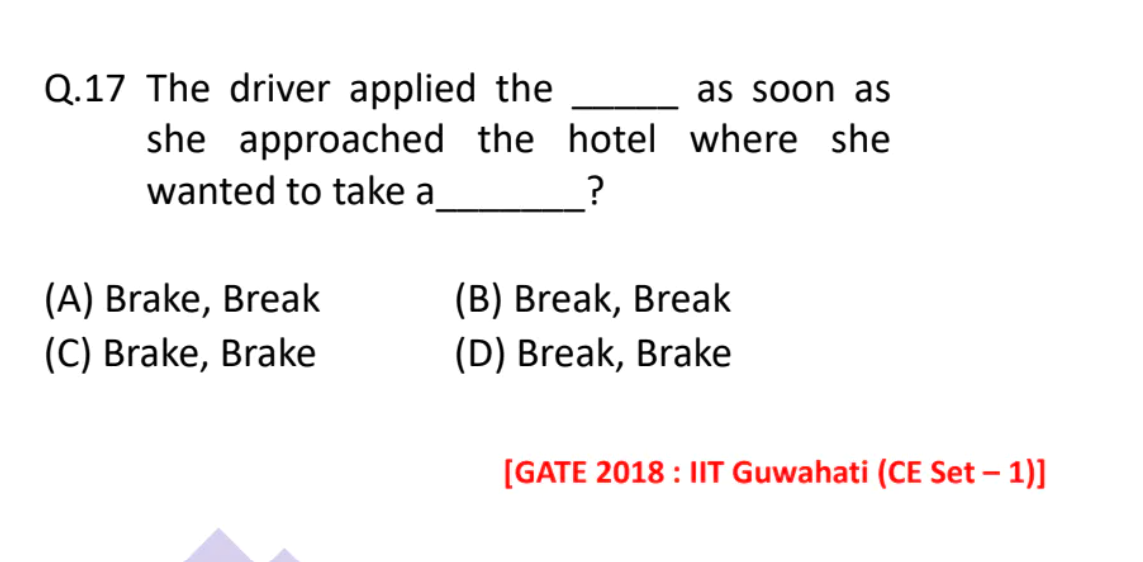 Q.17 The driver applied the _____ as soon as
she approached the hotel where she
wanted to take a_______?
(A) Brake, Break (B) Break, Break
(C) Brake, Brake (D) Break, Brake
[GATE 2018 : IIT Guwahati (CE Set – 1)]